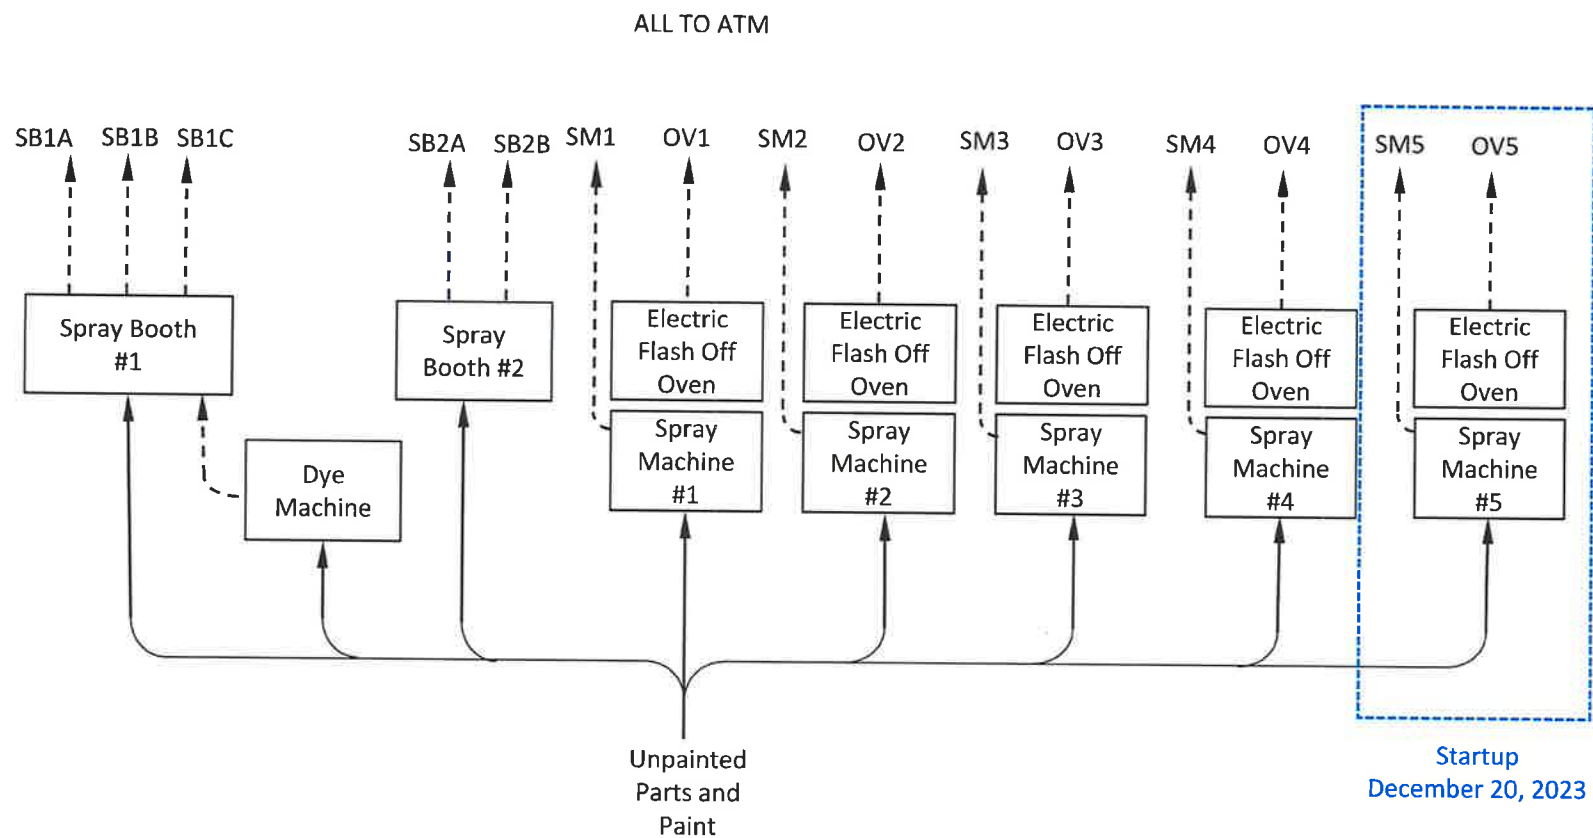 ALL TO ATM
SB1A SB1B SB1C SB2A SB2B SM1 OV1 SM2 OV2 SM3 OV3 SM4 OV4 SM5 OV5
Spray Booth
#1
Spray
Booth #2
Electric
Flash Off
Oven
Electric
Flash Off
Oven
Electric
Flash Off
Oven
Electric
Flash Off
Oven
Electric
Flash Off
Oven
Dye
Machine
Spray
Machine
#1
Spray
Machine
#2
Spray
Machine
#3
Spray
Machine
#4
Spray
Machine
#5
Unpainted
Parts and
Paint
Startup
December 20, 2023